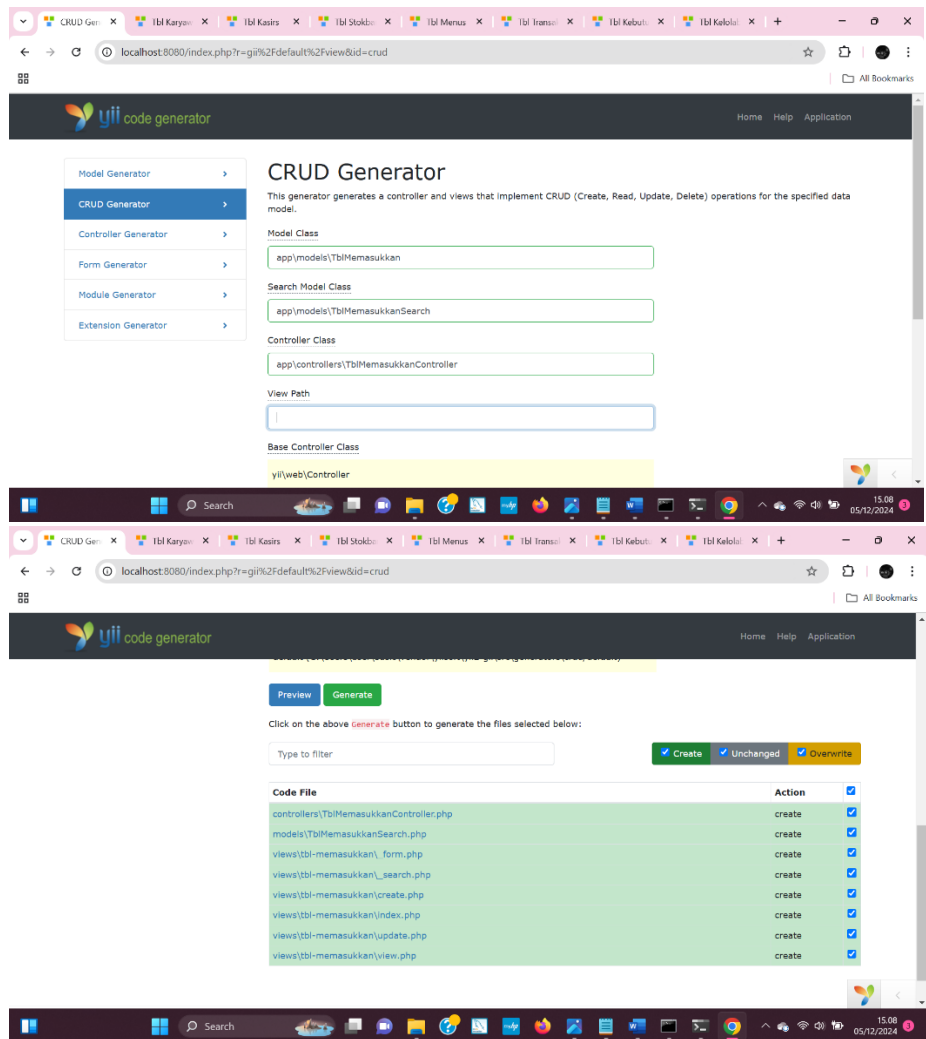 CRUD Gen
Tbl Karyaw
Tbl Kasirs
Tbl Stokba
Tbl Menus
Tbl Transak
Tbl Kebutu
Tbl Kelolal
localhost:8080/index.php?r=gii%2Fdefault%2Fview&id=crud
All Bookmarks
yii code generator
Home Help Application
Model Generator
CRUD Generator
Controller Generator
Form Generator
Module Generator
Extension Generator
CRUD Generator
This generator generates a controller and views that implement CRUD (Create, Read, Update, Delete) operations for the specified data
model.
Model Class
app\models\TblMemasukkan
Search Model Class
app\models\TblMemasukkanSearch
Controller Class
app\controllers\TblMemasukkanController
View Path
Base Controller Class
yii\web\Controller
Search
15.08
05/12/2024
3
CRUD Gen
Tbl Karyaw
Tbl Kasirs
Tbl Stokba
Tbl Menus
Tbl Transak
Tbl Kebutu
Tbl Kelolal
localhost:8080/index.php?r=gii%2Fdefault%2Fview&id=crud
All Bookmarks
yii code generator
Home Help Application
Preview Generate
Click on the above Generate button to generate the files selected below:
Type to filter
Create Unchanged Overwrite
Code File Action
controllers\TblMemasukkanController.php create
models\TblMemasukkanSearch.php create
views\tbl-memasukkan\_form.php create
views\tbl-memasukkan\_search.php create
views\tbl-memasukkan\create.php create
views\tbl-memasukkan\index.php create
views\tbl-memasukkan\update.php create
views\tbl-memasukkan\view.php create
Search
15.08
05/12/2024
3